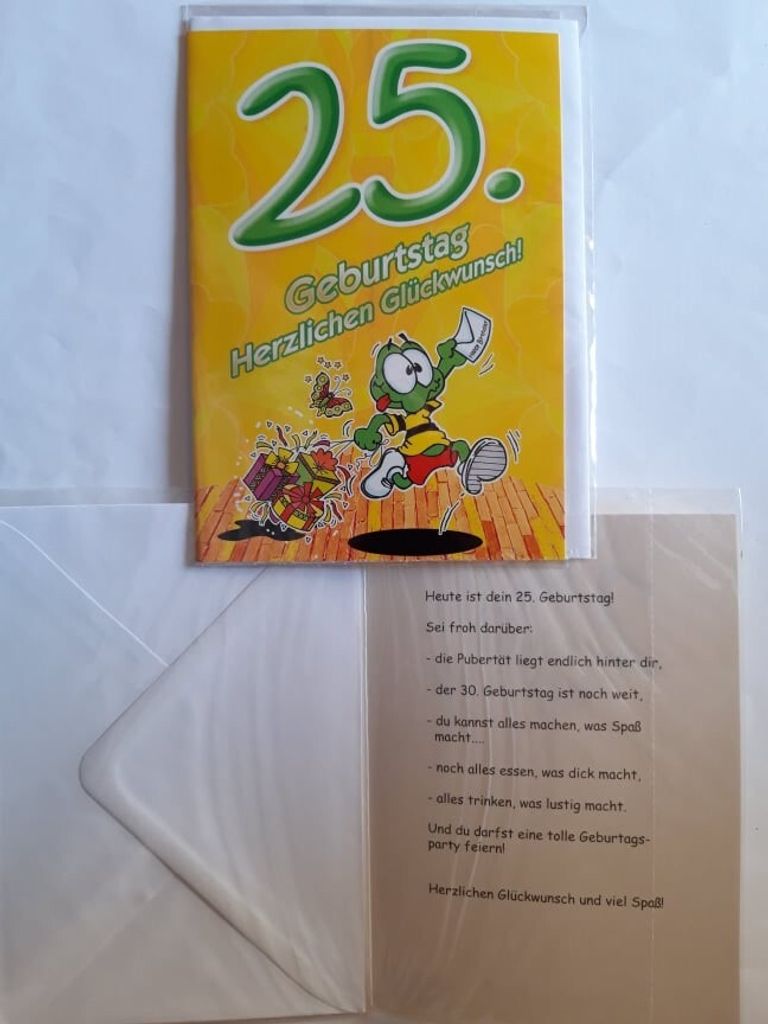 25.
Geburtstag
Herzlichen Glückwunsch!
Heute ist dein 25. Geburtstag!
Sei froh darüber:
- die Pubertät liegt endlich hinter dir,
- der 30. Geburtstag ist noch weit,
- du kannst alles machen, was Spaß
macht....
- noch alles essen, was dick macht,
- alles trinken, was lustig macht.
Und du darfst eine tolle Geburtags-
party feiern!
Herzlichen Glückwunsch und viel Spaß!